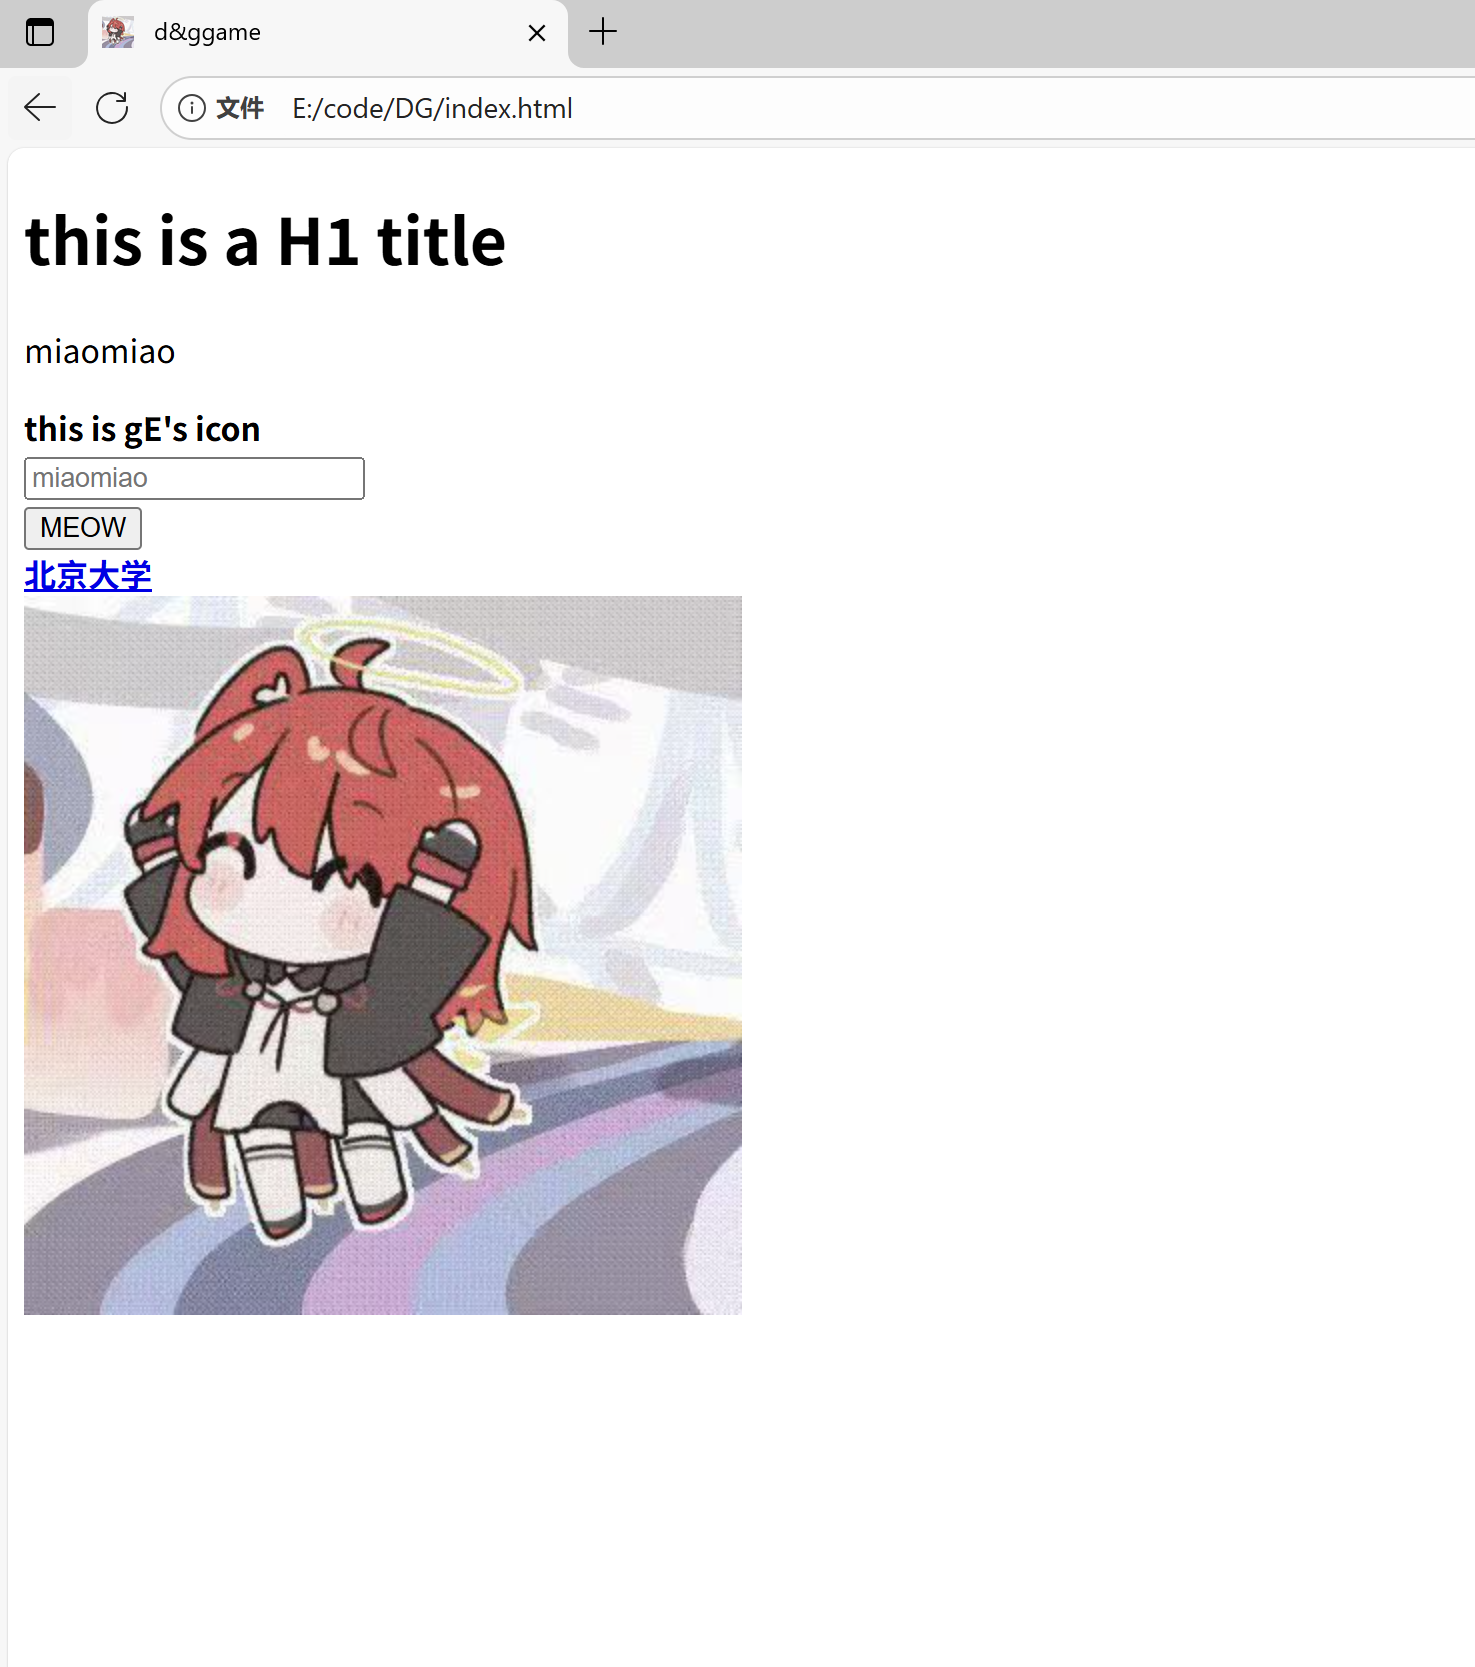 d&ggame
文件 E:/code/DG/index.html
this is a H1 title
miaomiao
this is gE's icon
miaomiao
MEOW
北京大学